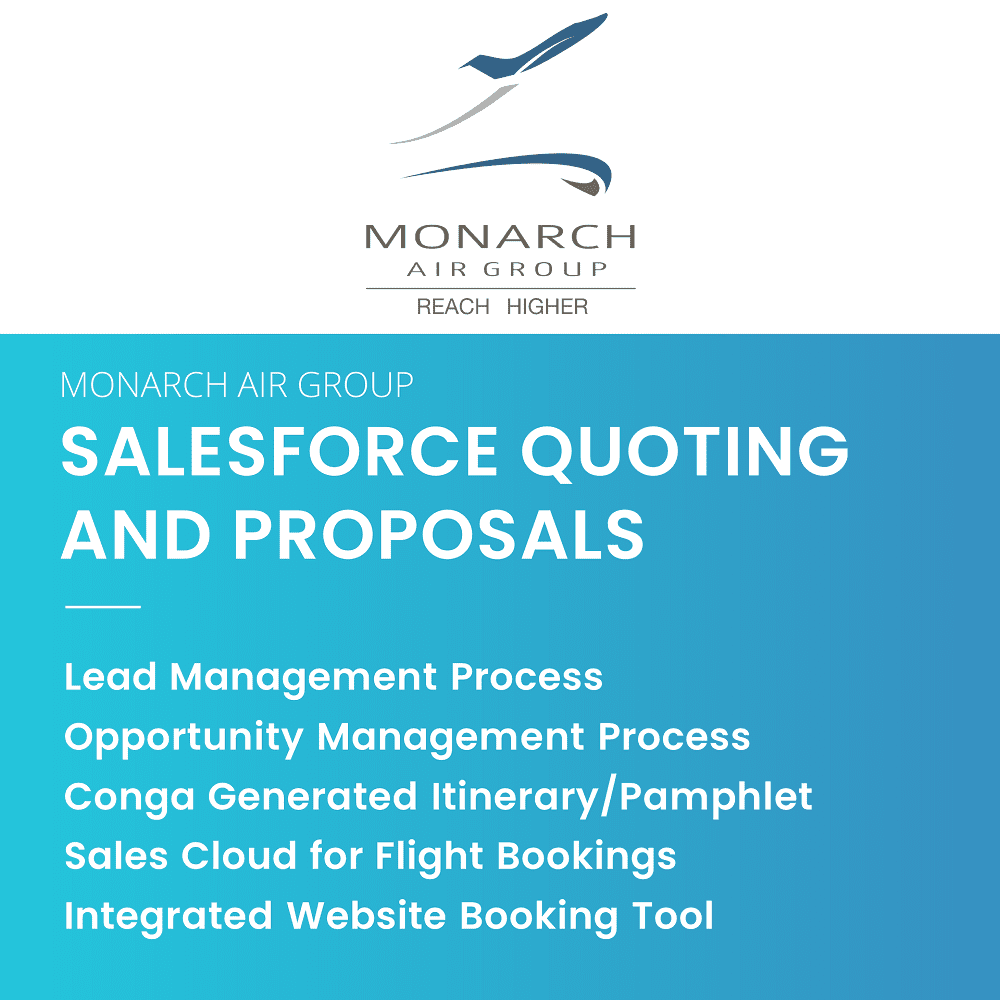 MONARCH
AIR GROUP
REACH HIGHER
MONARCH AIR GROUP
SALESFORCE QUOTING
AND PROPOSALS
Lead Management Process
Opportunity Management Process
Conga Generated Itinerary/Pamphlet
Sales Cloud for Flight Bookings
Integrated Website Booking Tool